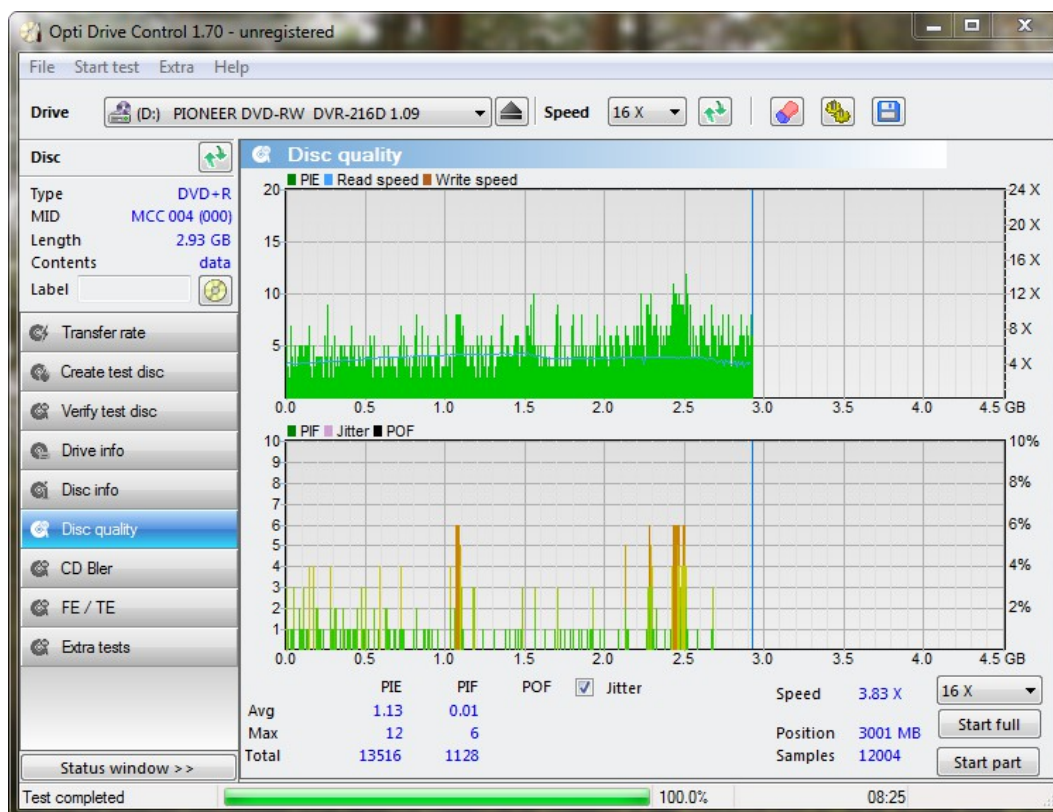 Opti Drive Control 1.70 - unregistered
File Start test Extra Help
Drive (D:) PIONEER DVD-RW DVR-216D 1.09 Speed 16 X
Disc
Type DVD+R
MID MCC 004 (000)
Length 2.93 GB
Contents data
Label
Transfer rate
Create test disc
Verify test disc
Drive info
Disc info
Disc quality
CD Bler
FE / TE
Extra tests
Status window >>
Disc quality
PIE Read speed Write speed
20 24 X
20 X
15
16 X
10 12 X
8 X
5
4 X
0.0 0.5 1.0 1.5 2.0 2.5 3.0 3.5 4.0 4.5 GB
PIF Jitter POF
10 10%
9
8 8%
7
6 6%
5
4 4%
3
2 2%
1
0.0 0.5 1.0 1.5 2.0 2.5 3.0 3.5 4.0 4.5 GB
PIE PIF POF Jitter
Avg 1.13 0.01
Max 12 6
Total 13516 1128
Speed 3.83 X 16 X
Position 3001 MB Start full
Samples 12004 Start part
Test completed 100.0% 08:25